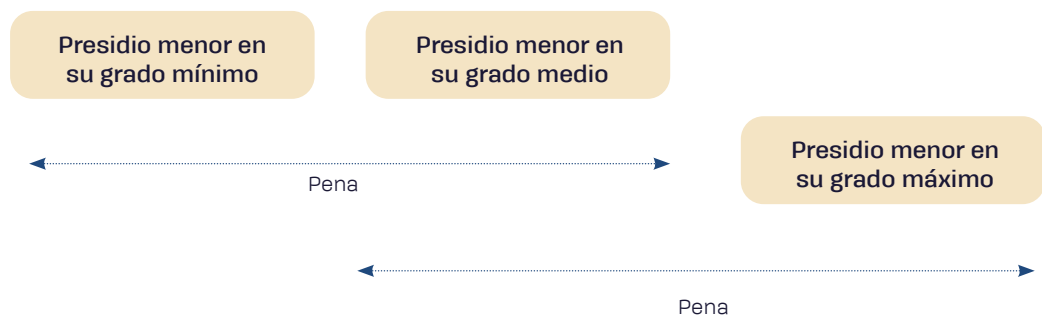 Presidio menor en
su grado mínimo
Presidio menor en
su grado medio
Presidio menor en
su grado máximo
Pena
Pena